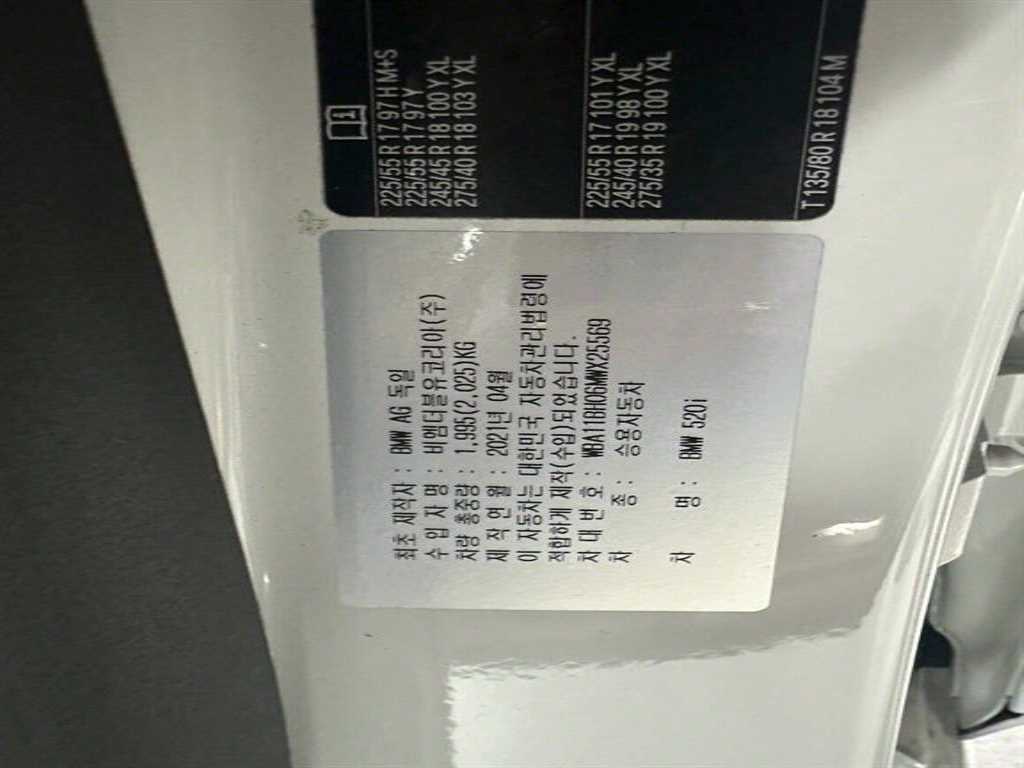 225/55 R 17 97 H M+S
225/55 R 17 97 Y
245/45 R 18 100 Y XL
275/40 R 18 103 Y XL
225/55 R 17 101 Y XL
245/40 R 19 98 Y XL
275/35 R 19 100 Y XL
T 135/80 R 18 104 M
최초 제작자 : BMW AG 독일
수 입 자 명 : 비엠더블유코리아(주)
차량 총중량 : 1,995(2,025)KG
제 작 연 월 : 2021년 04월
이 자동차는 대한민국 자동차관리법령에
적합하게 제작(수입)되었습니다.
차 대 번 호 : WBA11BH06MWX25569
차 종 : 승용자동차
차 명 : BMW 520i